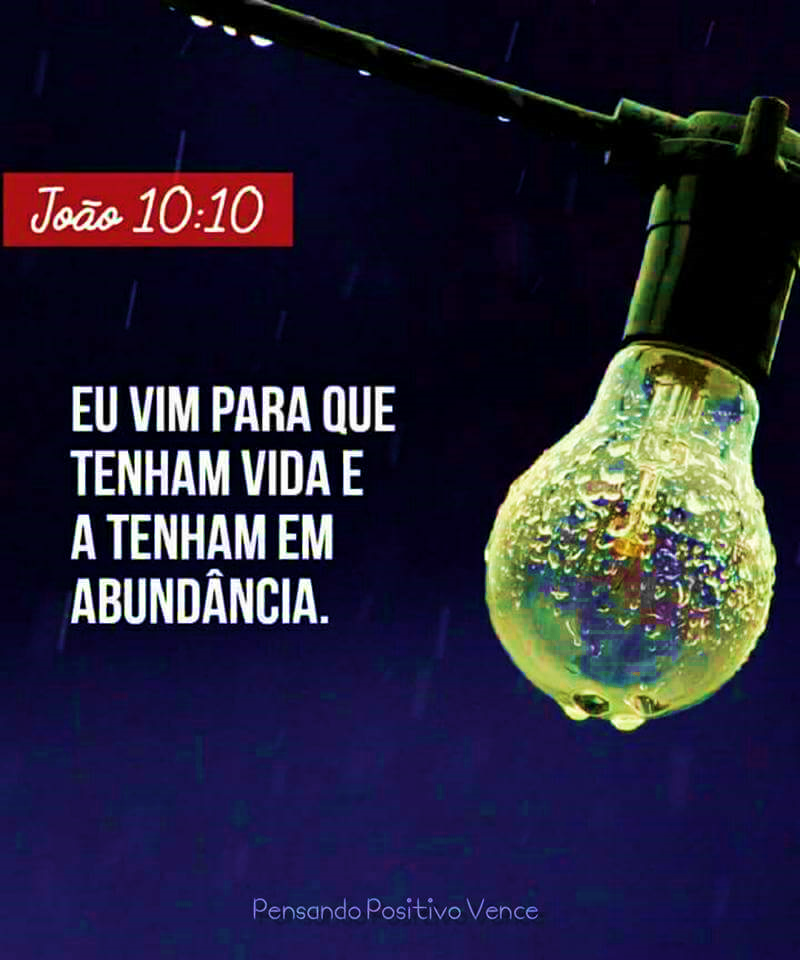 João 10:10
EU VIM PARA QUE
TENHAM VIDA E
A TENHAM EM
ABUNDÂNCIA.
Pensando Positivo Vence